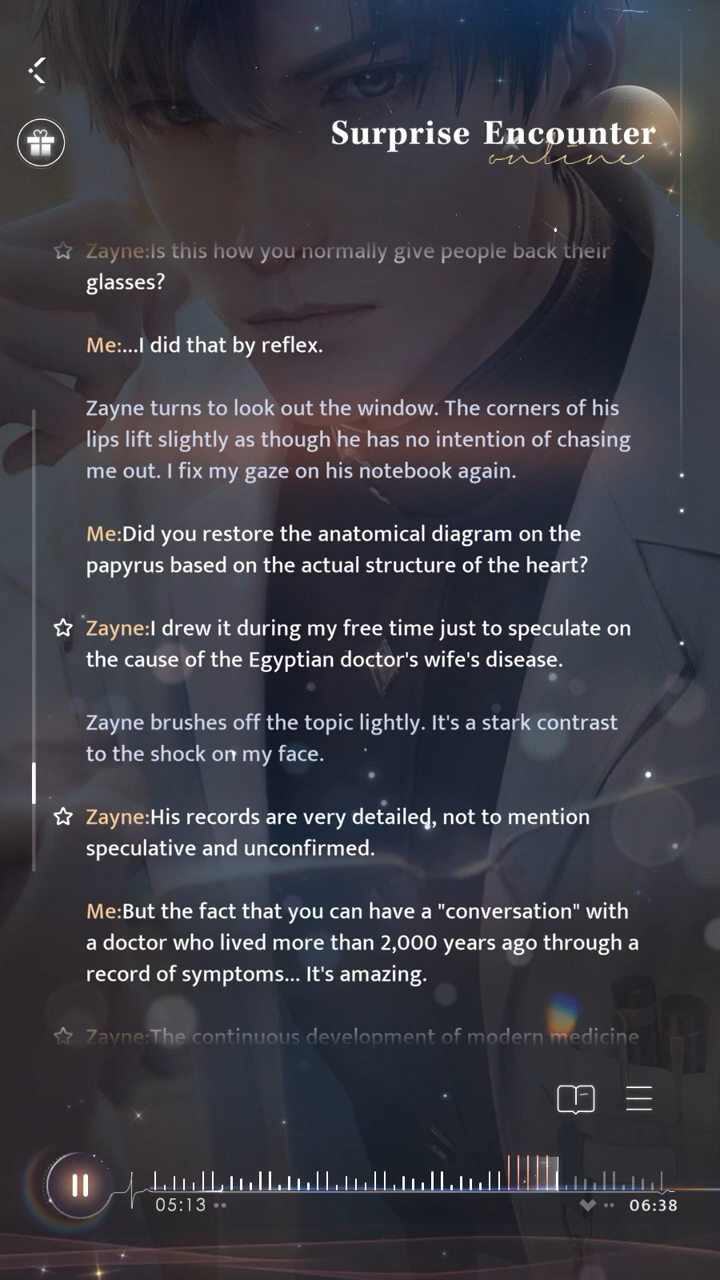 Surprise Encounter
online
Zayne:Is this how you normally give people back their
glasses?
Me:...I did that by reflex.
Zayne turns to look out the window. The corners of his
lips lift slightly as though he has no intention of chasing
me out. I fix my gaze on his notebook again.
Me:Did you restore the anatomical diagram on the
papyrus based on the actual structure of the heart?
Zayne:I drew it during my free time just to speculate on
the cause of the Egyptian doctor's wife's disease.
Zayne brushes off the topic lightly. It's a stark contrast
to the shock on my face.
Zayne:His records are very detailed, not to mention
speculative and unconfirmed.
Me:But the fact that you can have a "conversation" with
a doctor who lived more than 2,000 years ago through a
record of symptoms... It's amazing.
Zayne:The continuous development of modern medicine
05:13
06:38